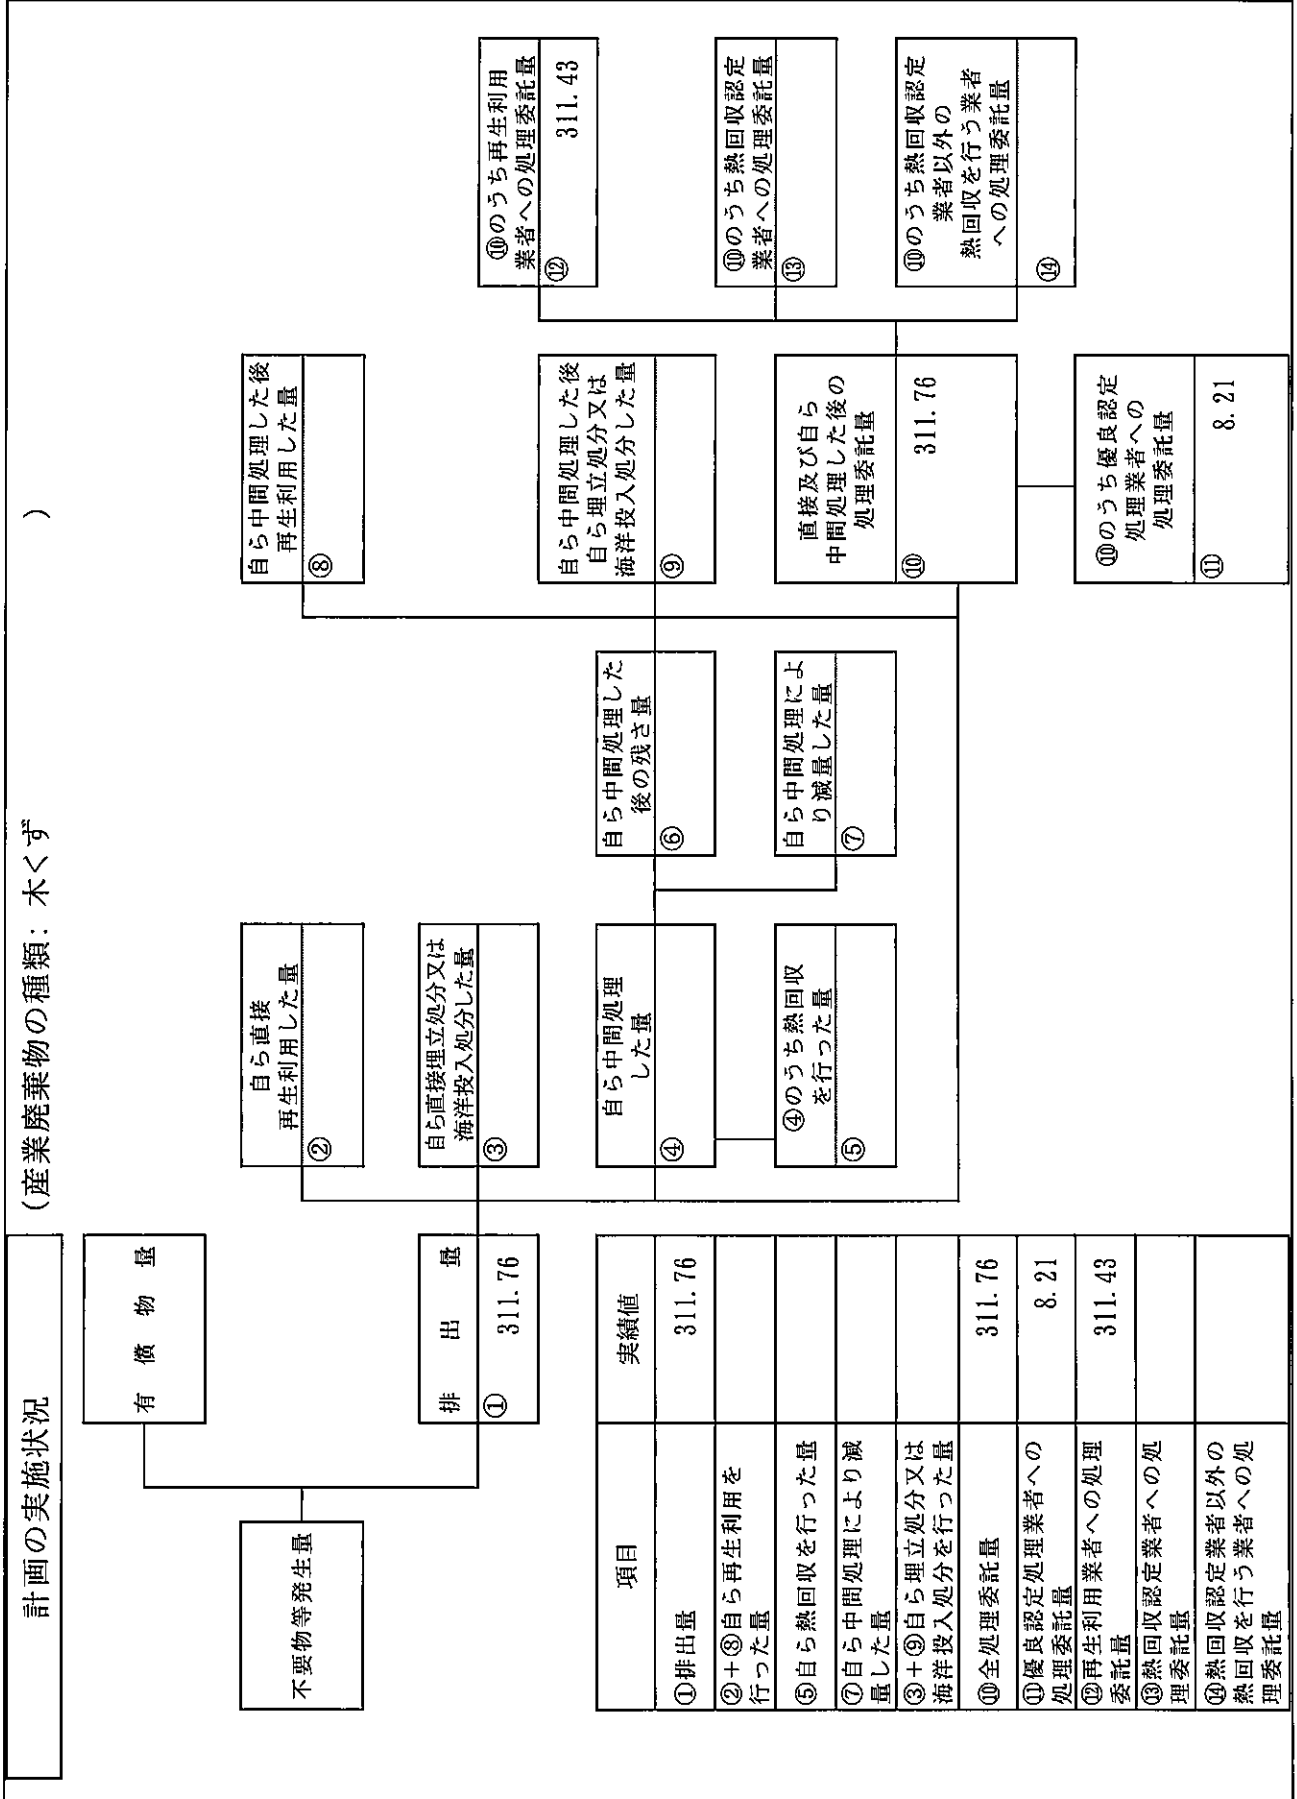 計画の実施状況
（産業廃棄物の種類：木くず　　　）
不要物等発生量
有償物量
排出量
① 311.76
自ら直接
再生利用した量
②
自ら直接埋立処分又は
海洋投入処分した量
③
自ら中間処理
した量
④
④のうち熱回収
を行った量
⑤
自ら中間処理した
後の残さ量
⑥
自ら中間処理によ
り減量した量
⑦
自ら中間処理した後
再生利用した量
⑧
自ら中間処理した後
自ら埋立処分又は
海洋投入処分した量
⑨
直接及び自ら
中間処理した後の
処理委託量
⑩ 311.76
⑩のうち優良認定
処理業者への
処理委託量
⑪ 8.21
⑩のうち再生利用
業者への処理委託量
⑫ 311.43
⑩のうち熱回収認定
業者への処理委託量
⑬
⑩のうち熱回収認定
業者以外の
熱回収を行う業者
への処理委託量
⑭
項目 実績値
①排出量 311.76
②+⑧自ら再生利用を
行った量
⑤自ら熱回収を行った量
⑦自ら中間処理により減
量した量
③+⑨自ら埋立処分又は
海洋投入処分を行った量
⑩全処理委託量 311.76
⑪優良認定処理業者への
処理委託量 8.21
⑫再生利用業者への処理
委託量 311.43
⑬熱回収認定業者への処
理委託量
⑭熱回収認定業者以外の
熱回収を行う業者への処
理委託量